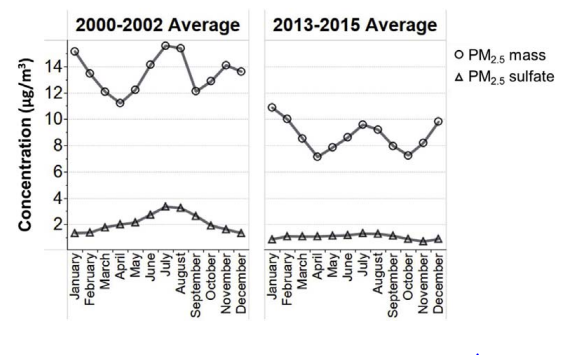 2000-2002 Average
2013-2015 Average
PM2.5 mass
PM2.5 sulfate
Concentration (µg/m³)
14
12
10
8
6
4
2
January
February
March
April
May
June
July
August
September
October
November
December
January
February
March
April
May
June
July
August
September
October
November
December